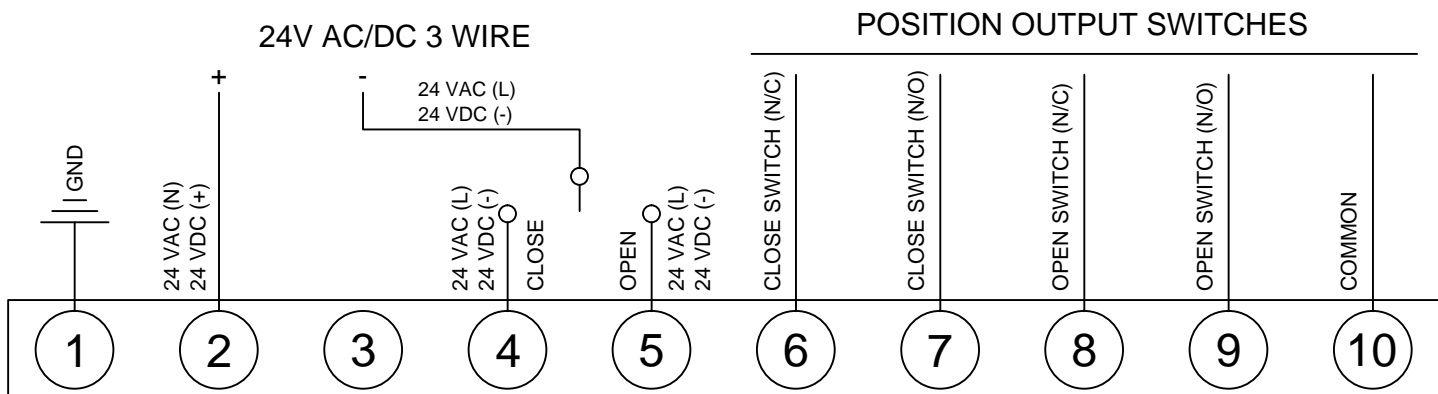 24V AC/DC 3 WIRE
POSITION OUTPUT SWITCHES
+
-
24 VAC (L)
24 VDC (-)
GND
24 VAC (N)
24 VDC (+)
24 VAC (L)
24 VDC (-)
CLOSE
OPEN
24 VAC (L)
24 VDC (-)
CLOSE SWITCH (N/C)
CLOSE SWITCH (N/O)
OPEN SWITCH (N/C)
OPEN SWITCH (N/O)
COMMON
1
2
3
4
5
6
7
8
9
10